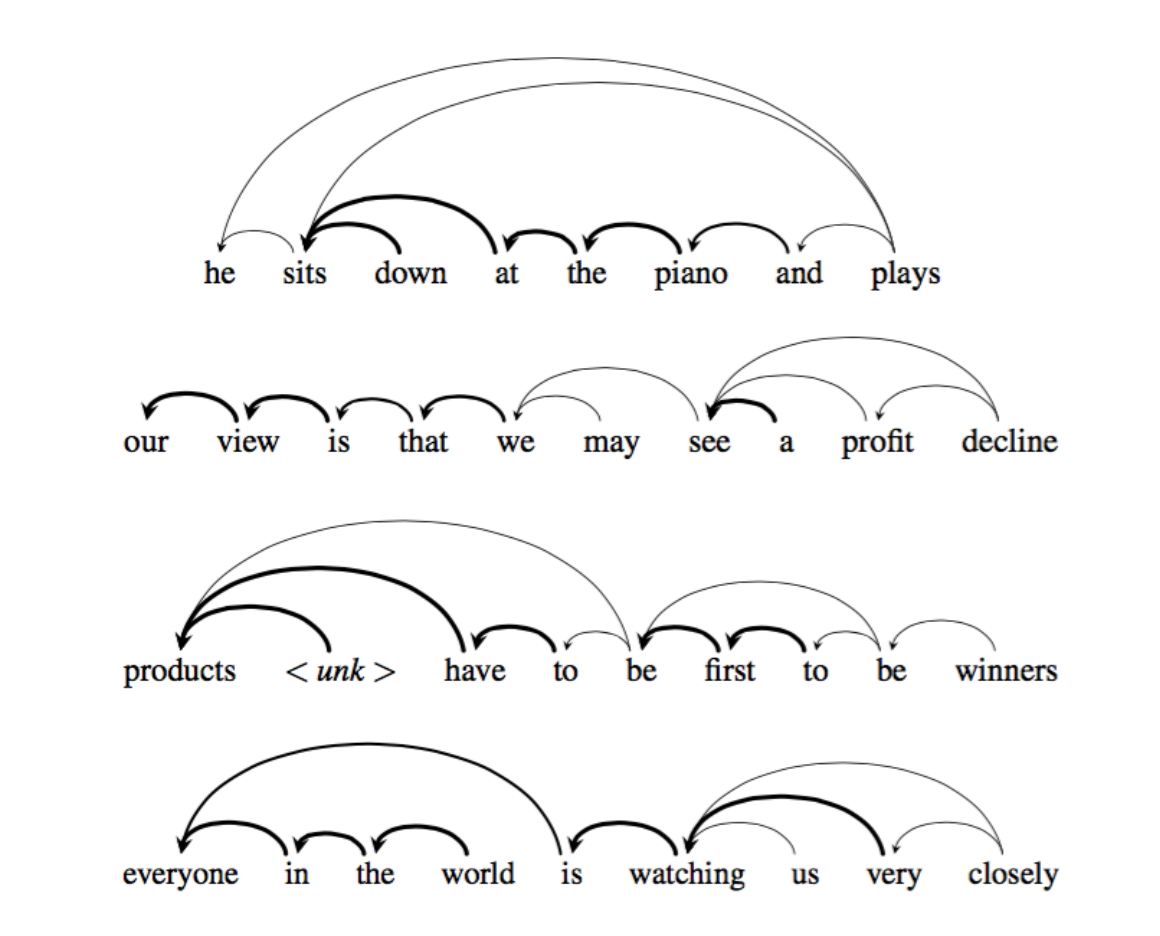 he sits down at the piano and plays
our view is that we may see a profit decline
products < unk > have to be first to be winners
everyone in the world is watching us very closely